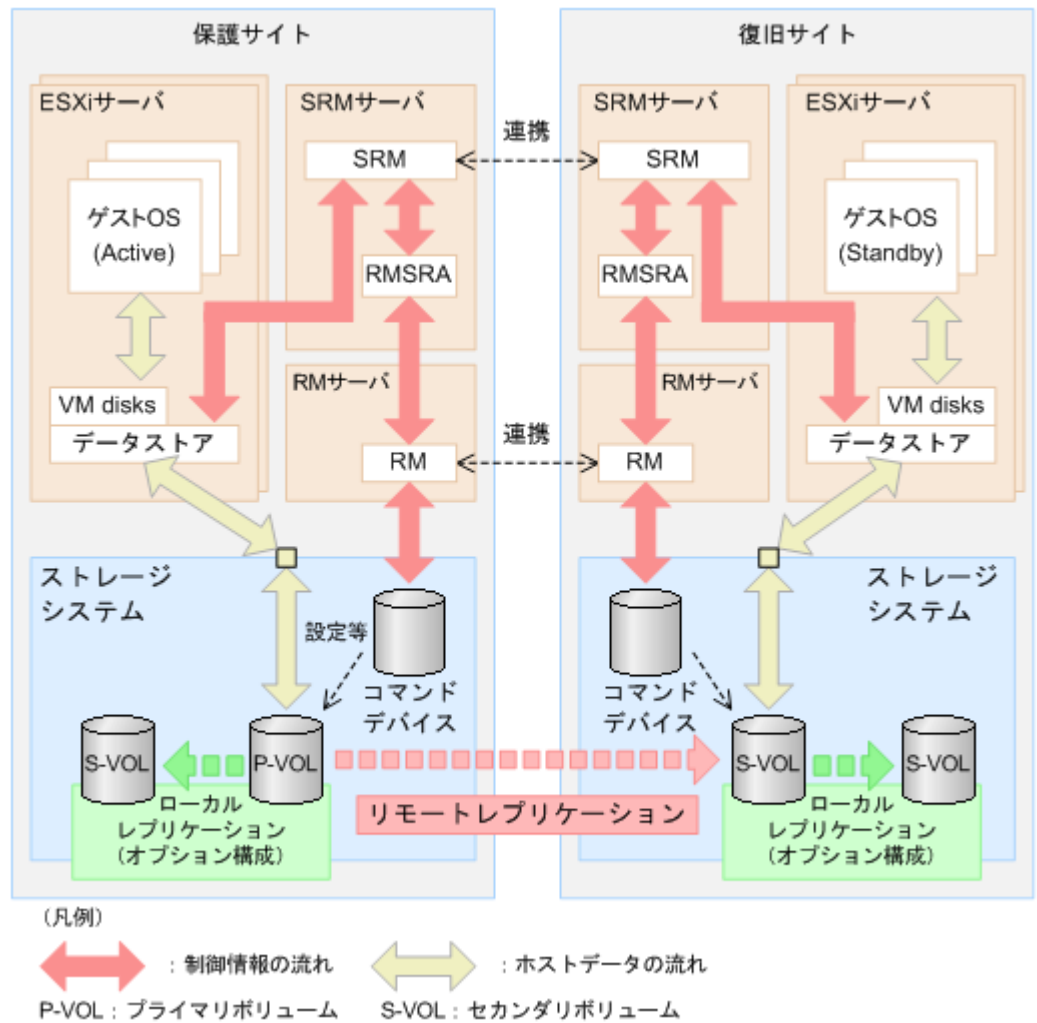 保護サイト
ESXiサーバ
SRMサーバ
SRM
ゲストOS
(Active)
RMSRA
RMサーバ
VM disks
データストア
RM
ストレージ
システム
設定等
コマンド
デバイス
S-VOL
P-VOL
ローカル
レプリケーション
(オプション構成)
連携
連携
リモートレプリケーション
復旧サイト
SRMサーバ
ESXiサーバ
SRM
ゲストOS
(Standby)
RMSRA
RMサーバ
VM disks
データストア
RM
ストレージ
システム
コマンド
デバイス
S-VOL
S-VOL
ローカル
レプリケーション
(オプション構成)
(凡例)
:制御情報の流れ
:ホストデータの流れ
P-VOL:プライマリボリューム
S-VOL:セカンダリボリューム